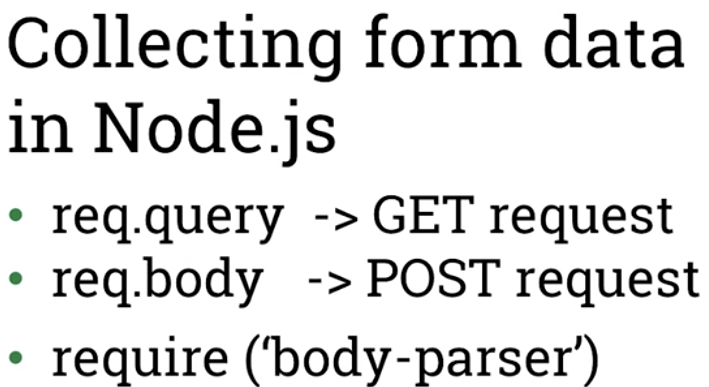 Collecting form data
in Node.js
• req.query -> GET request
• req.body -> POST request
• require (‘body-parser’)